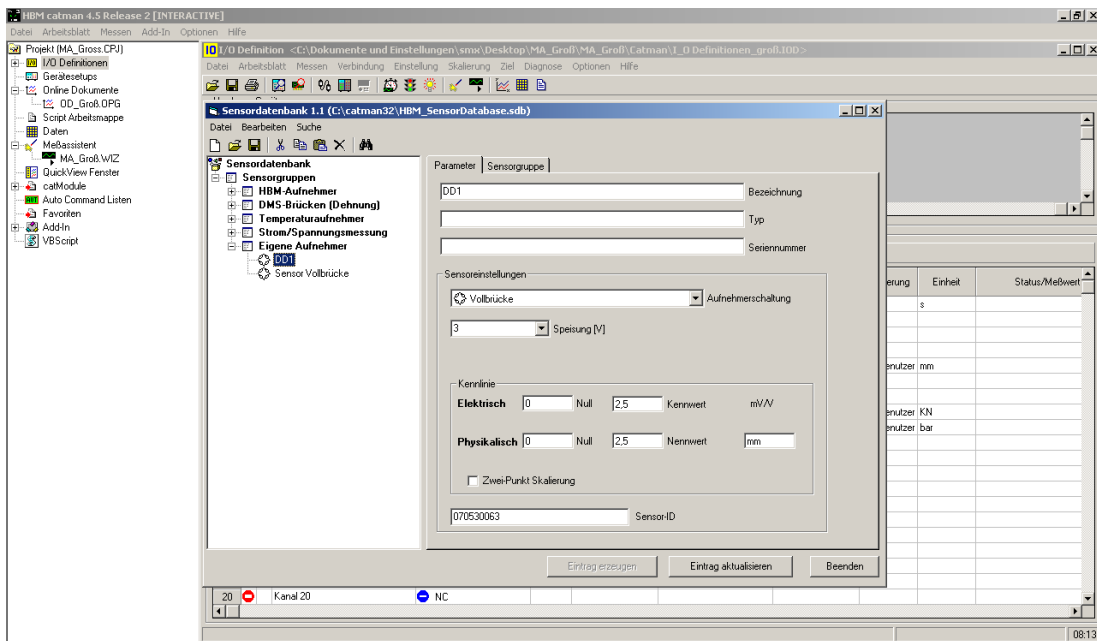 HBM catman 4.5 Release 2 [INTERACTIVE]
Datei Arbeitsblatt Messen Add-In Optionen Hilfe
Projekt (MA_Gross.CPJ)
I/O Definitionen
Gerätesetups
Online Dokumente
OD_Groß.OPG
Script Arbeitsmappe
Daten
Meßassistent
MA_Groß.WIZ
QuickView Fenster
catModule
Auto Command Listen
Favoriten
Add-In
VBScript
IO I/O Definition <C:\Dokumente und Einstellungen\smx\Desktop\MA_Groß\MA_Groß\Catman\I_O Definitionen_groß.IOD>
Datei Arbeitsblatt Messen Verbindung Einstellung Skalierung Ziel Diagnose Optionen Hilfe
Sensordatenbank 1.1 (C:\catman32\HBM_SensorDatabase.sdb)
Datei Bearbeiten Suche
Sensordatenbank
Sensorgruppen
HBM-Aufnehmer
DMS-Brücken (Dehnung)
Temperaturaufnehmer
Strom/Spannungsmessung
Eigene Aufnehmer
DD1
Sensor Vollbrücke
Parameter Sensorgruppe
DD1 Bezeichnung
Typ
Seriennummer
Sensoreinstellungen
Vollbrücke Aufnehmerschaltung
3 Speisung [V]
Kennlinie
Elektrisch 0 Null 2,5 Kennwert mV/V
Physikalisch 0 Null 2,5 Nennwert mm
Zwei-Punkt Skalierung
070530063 Sensor-ID
Eintrag erzeugen Eintrag aktualisieren Beenden
erung Einheit Status/Meßwert
s
enutzer mm
enutzer KN
enutzer bar
20 Kanal 20 NC
08:13